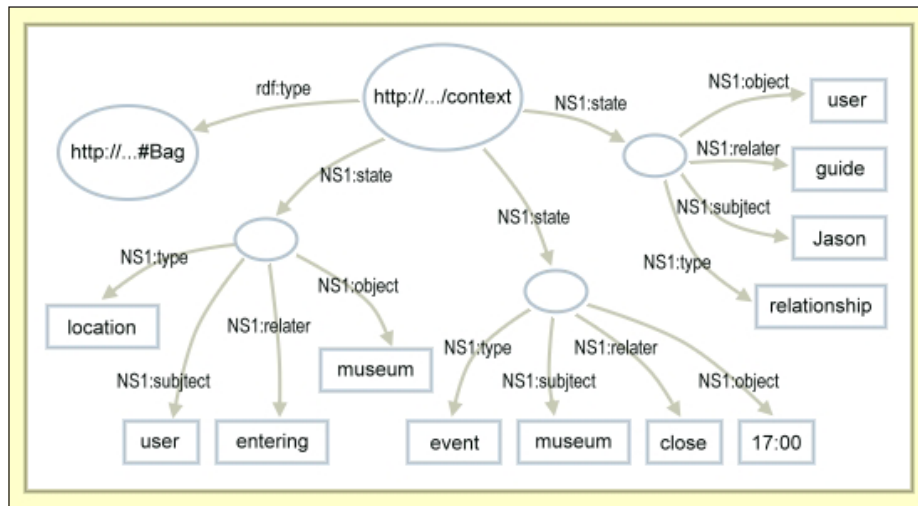 http://.../context
rdf:type
http://...#Bag
NS1:state
NS1:state
NS1:state
NS1:object
user
NS1:relater
guide
NS1:subjtect
Jason
NS1:type
relationship
NS1:type
location
NS1:subjtect
user
NS1:relater
entering
NS1:object
museum
NS1:type
event
NS1:subjtect
museum
NS1:relater
close
NS1:object
17:00